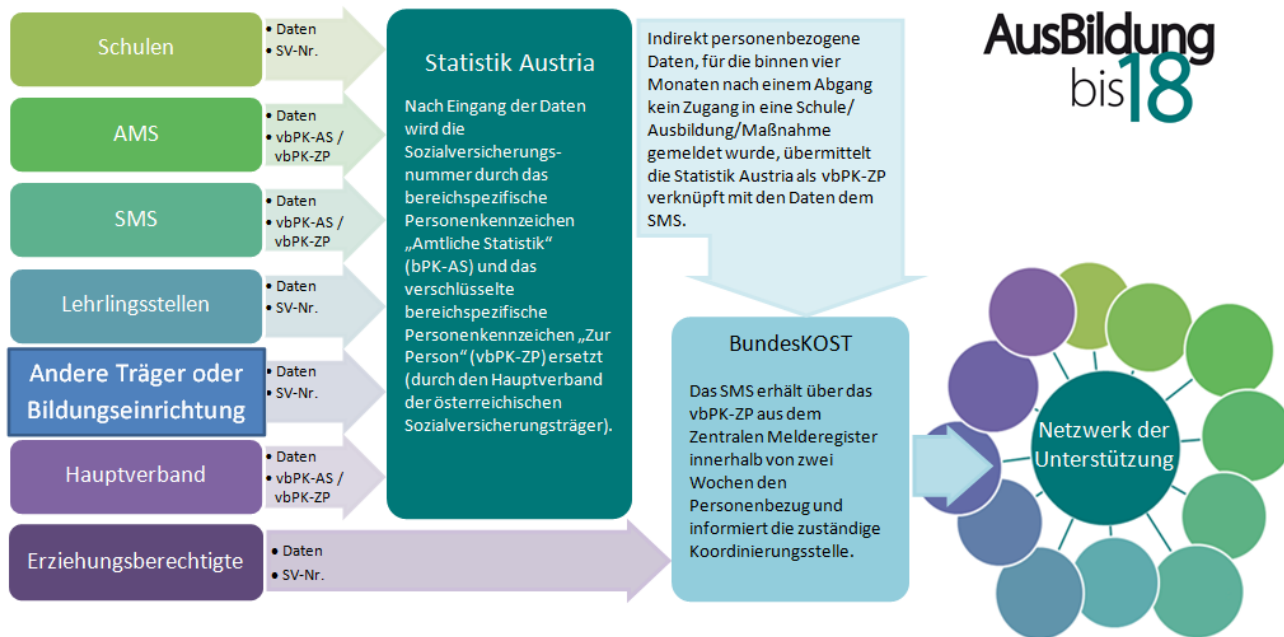 Schulen
• Daten
• SV-Nr.
AMS
• Daten
• vbPK-AS /
vbPK-ZP
SMS
• Daten
• vbPK-AS /
vbPK-ZP
Lehrlingsstellen
• Daten
• SV-Nr.
Andere Träger oder
Bildungseinrichtung
• Daten
• SV-Nr.
Hauptverband
• Daten
• vbPK-AS /
vbPK-ZP
Erziehungsberechtigte
• Daten
• SV-Nr.
Statistik Austria
Nach Eingang der Daten
wird die
Sozialversicherungs-
nummer durch das
bereichspezifische
Personenkennzeichen
„Amtliche Statistik“
(bPK-AS) und das
verschlüsselte
bereichspezifische
Personenkennzeichen „Zur
Person“ (vbPK-ZP) ersetzt
(durch den Hauptverband
der österreichischen
Sozialversicherungsträger).
Indirekt personenbezogene
Daten, für die binnen vier
Monaten nach einem Abgang
kein Zugang in eine Schule/
Ausbildung/Maßnahme
gemeldet wurde, übermittelt
die Statistik Austria als vbPK-ZP
verknüpft mit den Daten dem
SMS.
BundesKOST
Das SMS erhält über das
vbPK-ZP aus dem
Zentralen Melderegister
innerhalb von zwei
Wochen den
Personenbezug und
informiert die zuständige
Koordinierungsstelle.
AusBildung
bis 18
Netzwerk der
Unterstützung